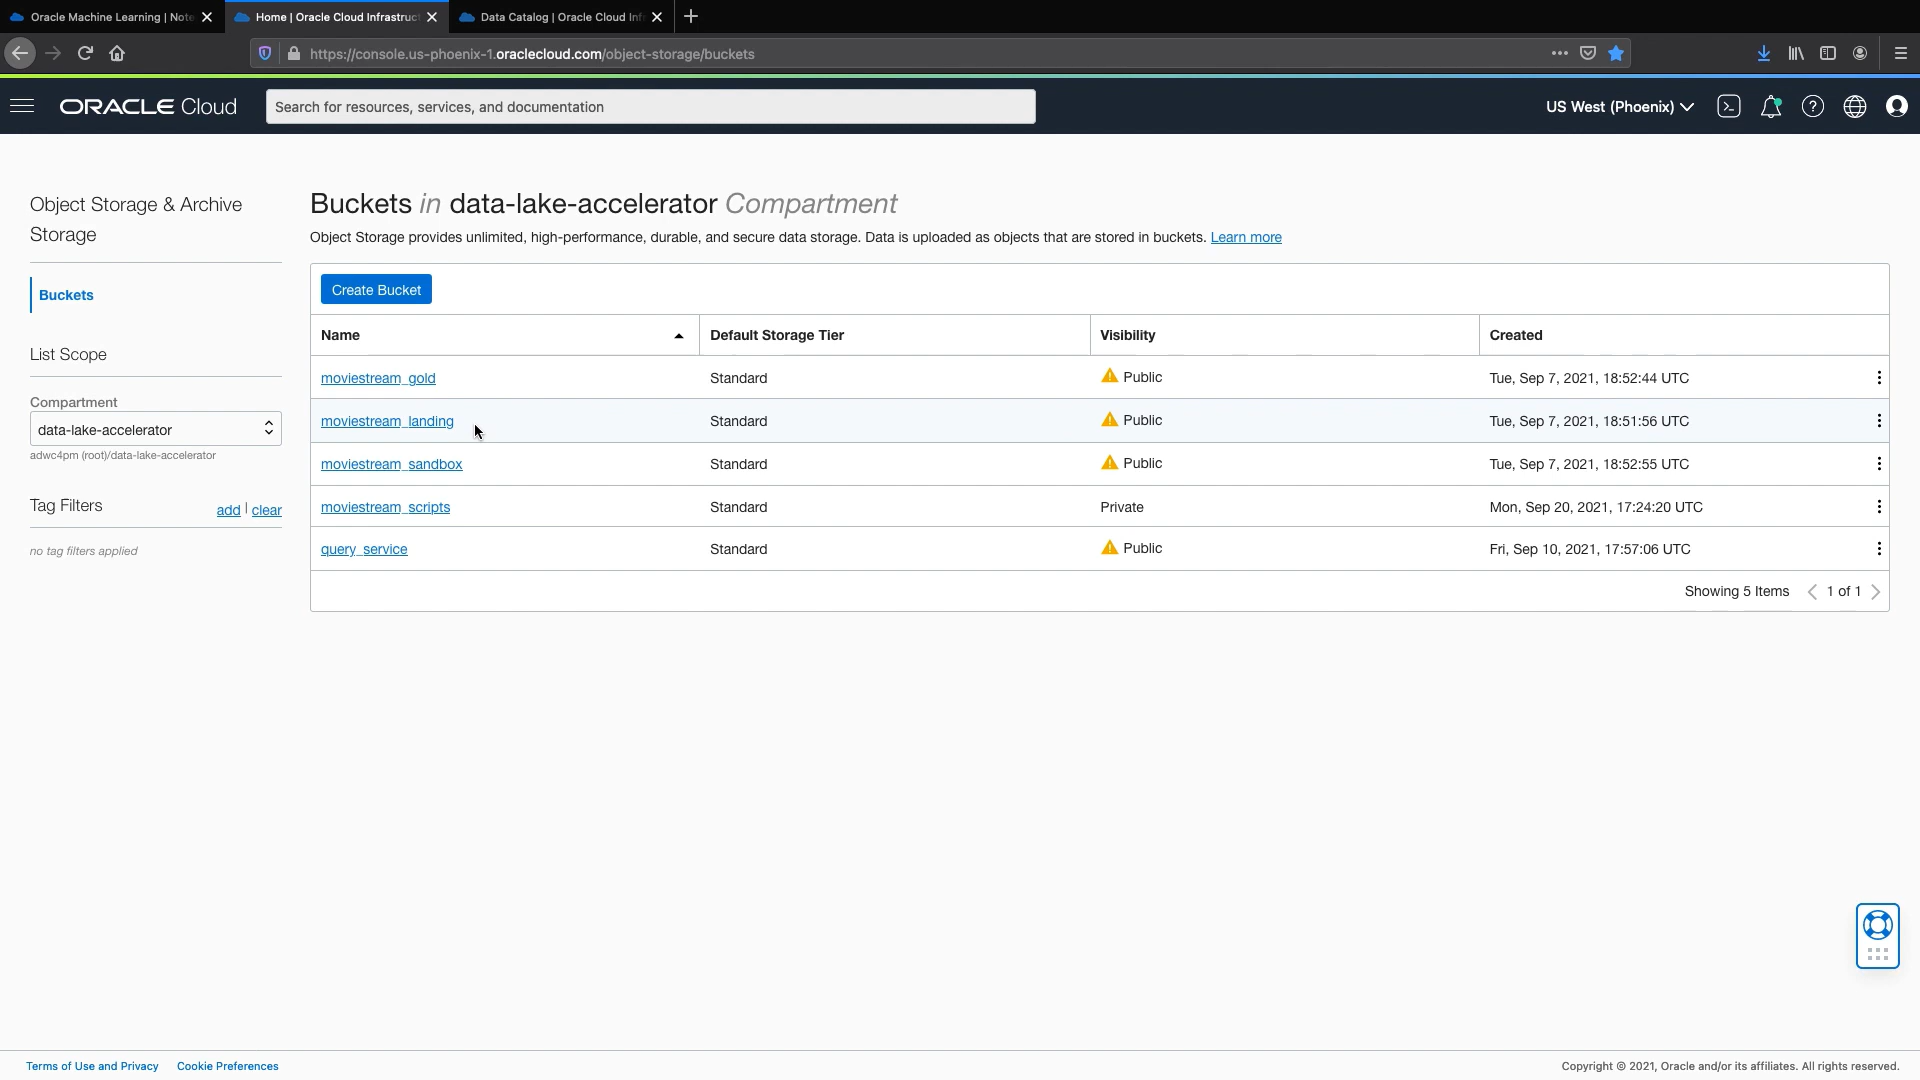 Oracle Machine Learning | Note
Home | Oracle Cloud Infrastruct
Data Catalog | Oracle Cloud Inf
https://console.us-phoenix-1.oraclecloud.com/object-storage/buckets
ORACLE Cloud
Search for resources, services, and documentation
US West (Phoenix)
Object Storage & Archive
Storage
Buckets
List Scope
Compartment
data-lake-accelerator
adwc4pm (root)/data-lake-accelerator
Tag Filters
add | clear
no tag filters applied
Buckets in data-lake-accelerator Compartment
Object Storage provides unlimited, high-performance, durable, and secure data storage. Data is uploaded as objects that are stored in buckets. Learn more
Create Bucket
Name Default Storage Tier Visibility Created
moviestream_gold Standard Public Tue, Sep 7, 2021, 18:52:44 UTC
moviestream_landing Standard Public Tue, Sep 7, 2021, 18:51:56 UTC
moviestream_sandbox Standard Public Tue, Sep 7, 2021, 18:52:55 UTC
moviestream_scripts Standard Private Mon, Sep 20, 2021, 17:24:20 UTC
query_service Standard Public Fri, Sep 10, 2021, 17:57:06 UTC
Showing 5 Items 1 of 1
Terms of Use and Privacy Cookie Preferences
Copyright © 2021, Oracle and/or its affiliates. All rights reserved.